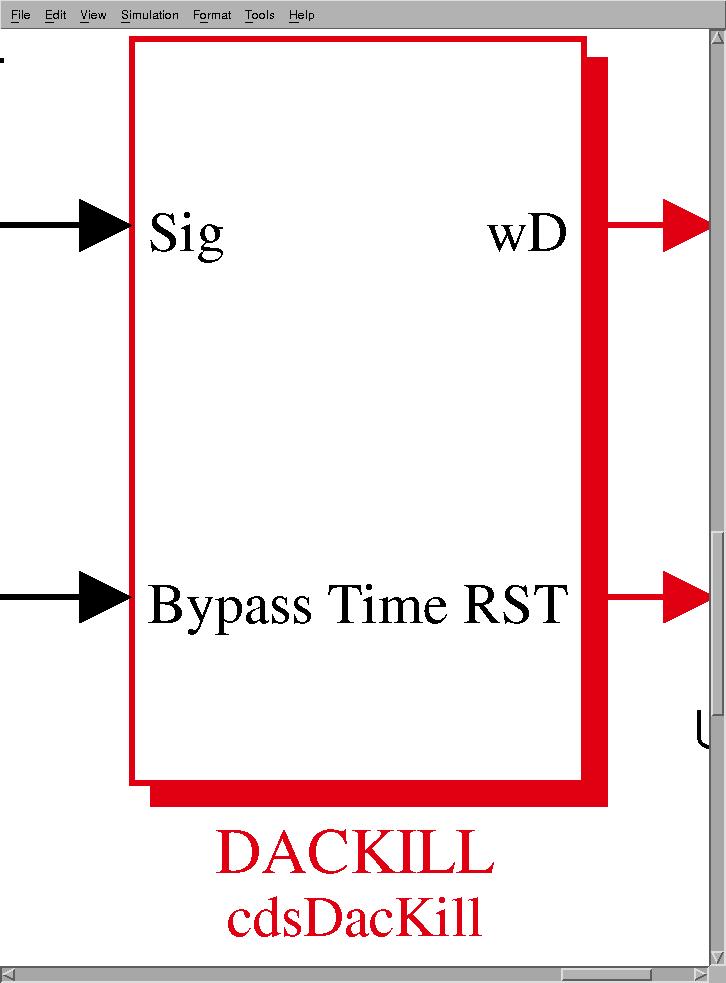 File Edit View Simulation Format Tools Help
Sig wD
Bypass Time RST
DACKILL
cdsDacKill